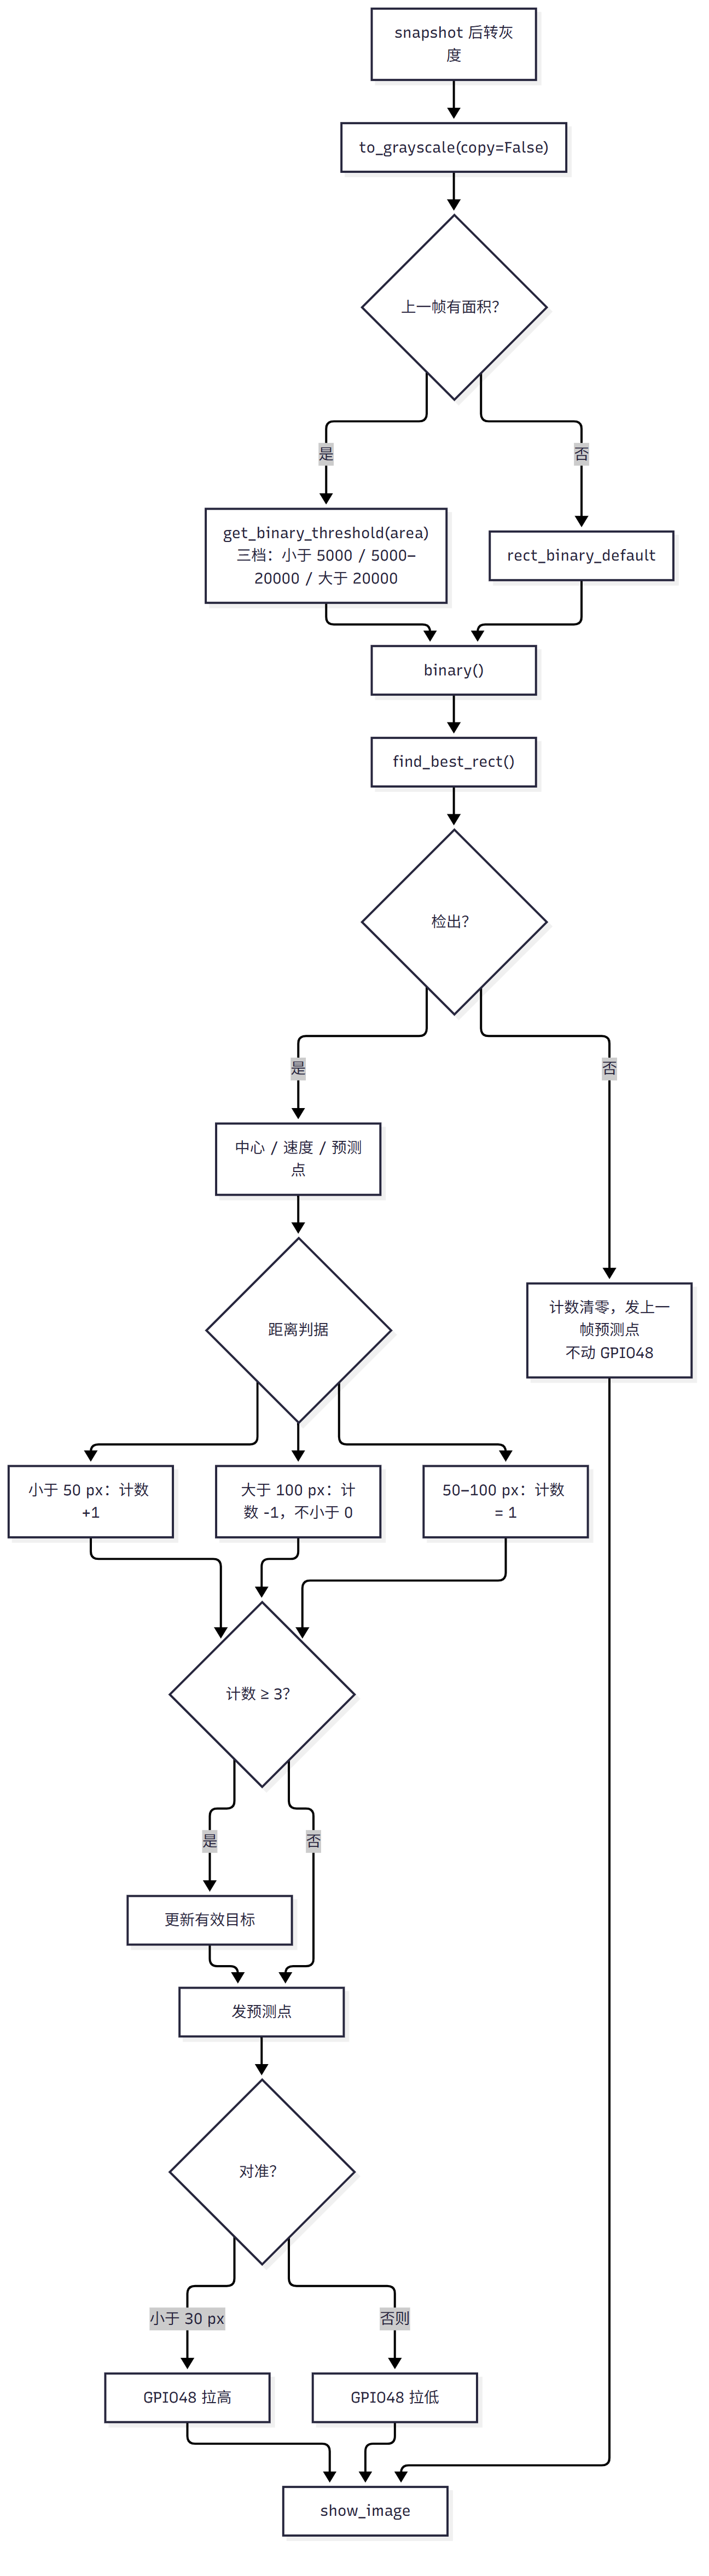 snapshot 后转灰
度
to_grayscale(copy=False)
上一帧有面积？
是
否
get_binary_threshold(area)
三档：小于 5000 / 5000–
20000 / 大于 20000
rect_binary_default
binary()
find_best_rect()
检出？
是
否
中心 / 速度 / 预测
点
距离判据
计数清零，发上一
帧预测点
不动 GPIO48
小于 50 px：计数
+1
大于 100 px：计
数 -1，不小于 0
50–100 px：计数
= 1
计数 ≥ 3？
是
否
更新有效目标
发预测点
对准？
小于 30 px
否则
GPIO48 拉高
GPIO48 拉低
show_image